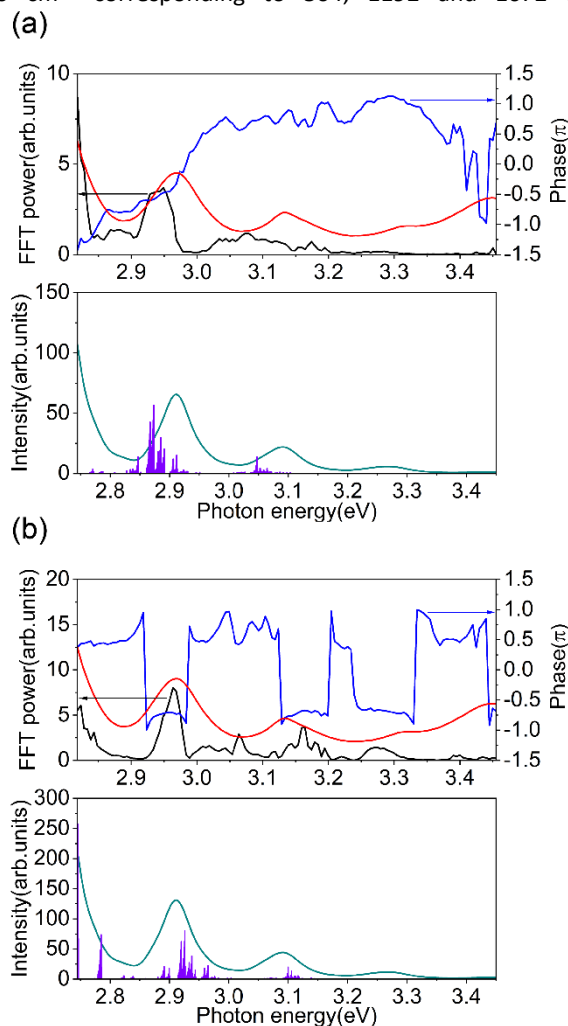 (a)
FFT power(arb.units)
10
5
0
1.5
1.0
0.5
0.0
-0.5
-1.0
-1.5
Phase(π)
2.9 3.0 3.1 3.2 3.3 3.4
Intensity(arb.units)
150
100
50
0
2.8 2.9 3.0 3.1 3.2 3.3 3.4
Photon energy(eV)
(b)
FFT power(arb.units)
20
15
10
5
0
1.5
1.0
0.5
0.0
-0.5
-1.0
-1.5
Phase(π)
2.9 3.0 3.1 3.2 3.3 3.4
Intensity(arb.units)
300
250
200
150
100
50
0
2.8 2.9 3.0 3.1 3.2 3.3 3.4
Photon energy(eV)